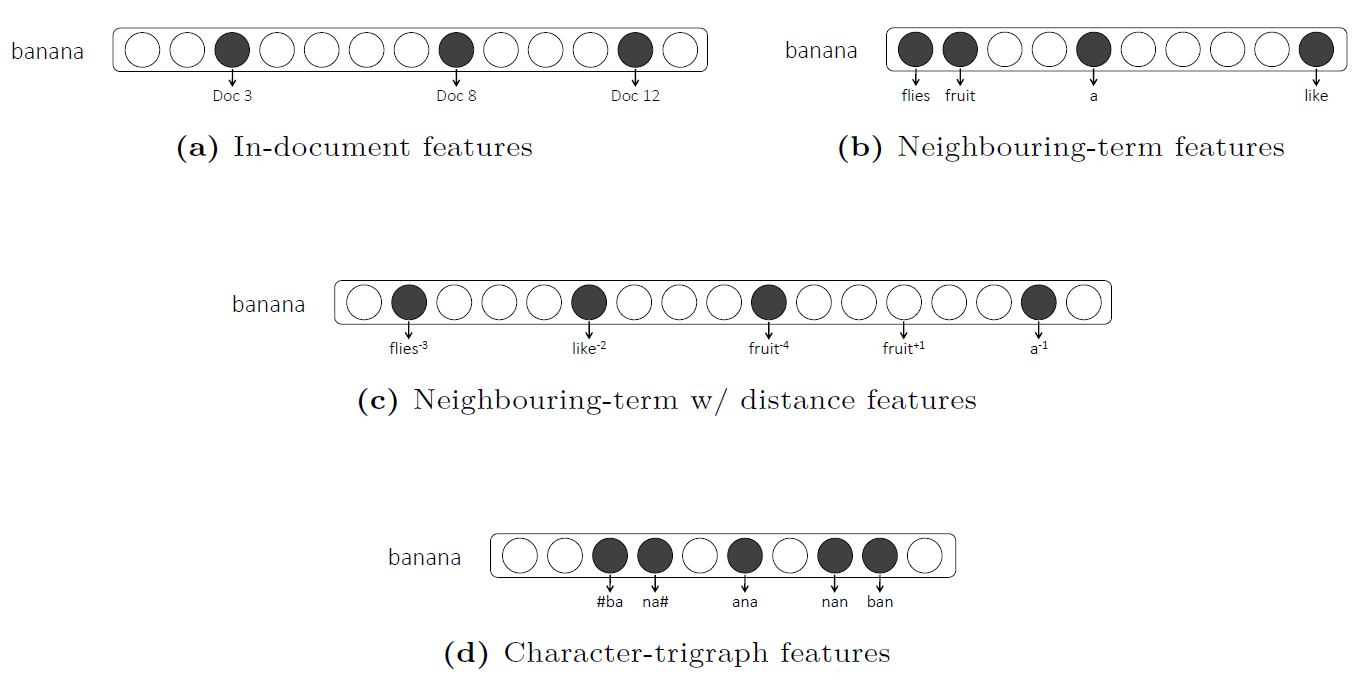 banana
Doc 3 Doc 8 Doc 12
(a) In-document features
banana
flies fruit a like
(b) Neighbouring-term features
banana
flies⁻³ like⁻² fruit⁻⁴ fruit⁺¹ a⁻¹
(c) Neighbouring-term w/ distance features
banana
#ba na# ana nan ban
(d) Character-trigraph features